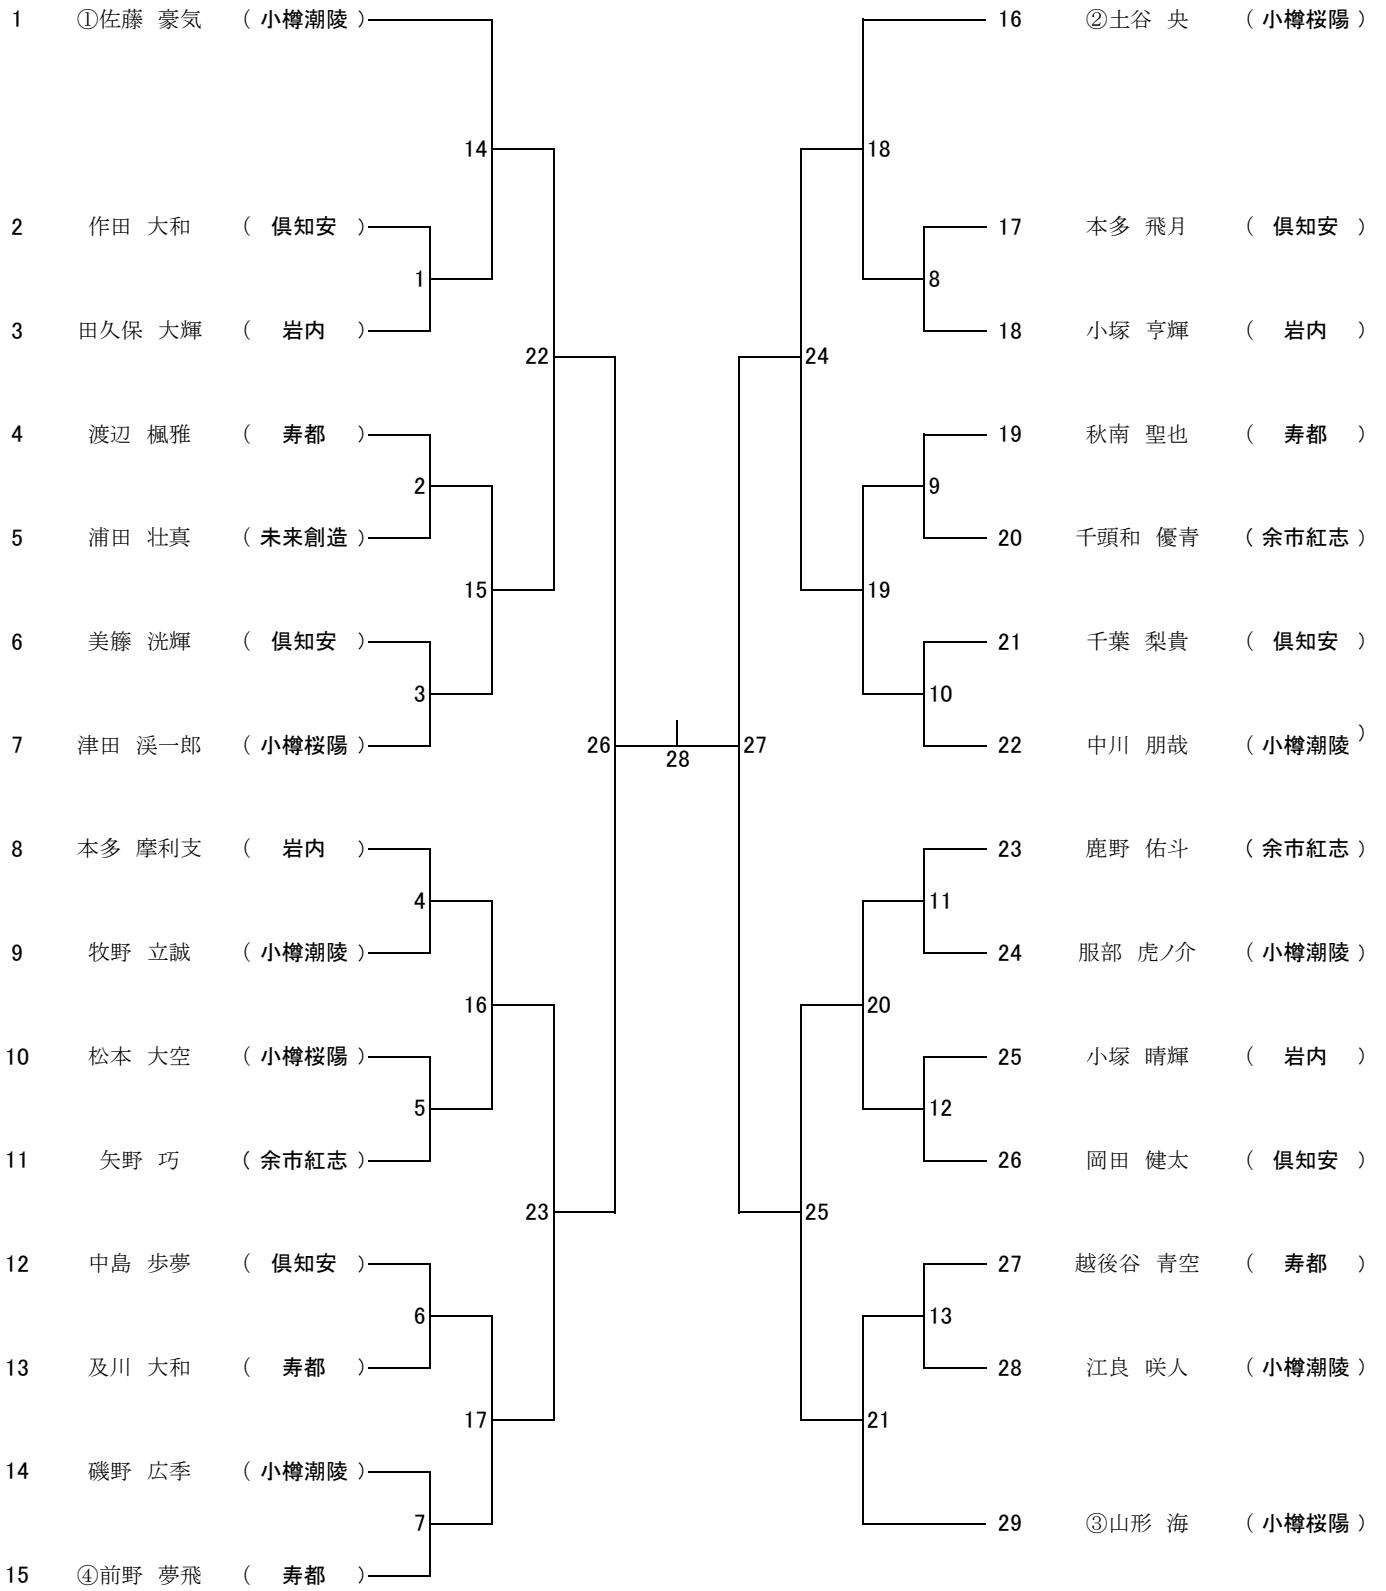 1 ①佐藤 豪気 （ 小樽潮陵 ） 16 ②土谷 央 （ 小樽桜陽 ）
14 18
2 作田 大和 （ 倶知安 ） 17 本多 飛月 （ 倶知安 ）
1 8
3 田久保 大輝 （ 岩内 ） 18 小塚 亨輝 （ 岩内 ）
22 24
4 渡辺 楓雅 （ 寿都 ） 19 秋南 聖也 （ 寿都 ）
2 9
5 浦田 壮真 （ 未来創造 ） 20 千頭和 優青 （ 余市紅志 ）
15 19
6 美籐 洸輝 （ 倶知安 ） 21 千葉 梨貴 （ 倶知安 ）
3 10
7 津田 渓一郎 （ 小樽桜陽 ） 26 27 22 中川 朋哉 （ 小樽潮陵 ）
28
8 本多 摩利支 （ 岩内 ） 23 鹿野 佑斗 （ 余市紅志 ）
4 11
9 牧野 立誠 （ 小樽潮陵 ） 24 服部 虎ノ介 （ 小樽潮陵 ）
16 20
10 松本 大空 （ 小樽桜陽 ） 25 小塚 晴輝 （ 岩内 ）
5 12
11 矢野 巧 （ 余市紅志 ） 26 岡田 健太 （ 倶知安 ）
23 25
12 中島 歩夢 （ 倶知安 ） 27 越後谷 青空 （ 寿都 ）
6 13
13 及川 大和 （ 寿都 ） 28 江良 咲人 （ 小樽潮陵 ）
17 21
14 磯野 広季 （ 小樽潮陵 ）
7 29 ③山形 海 （ 小樽桜陽 ）
15 ④前野 夢飛 （ 寿都 ）